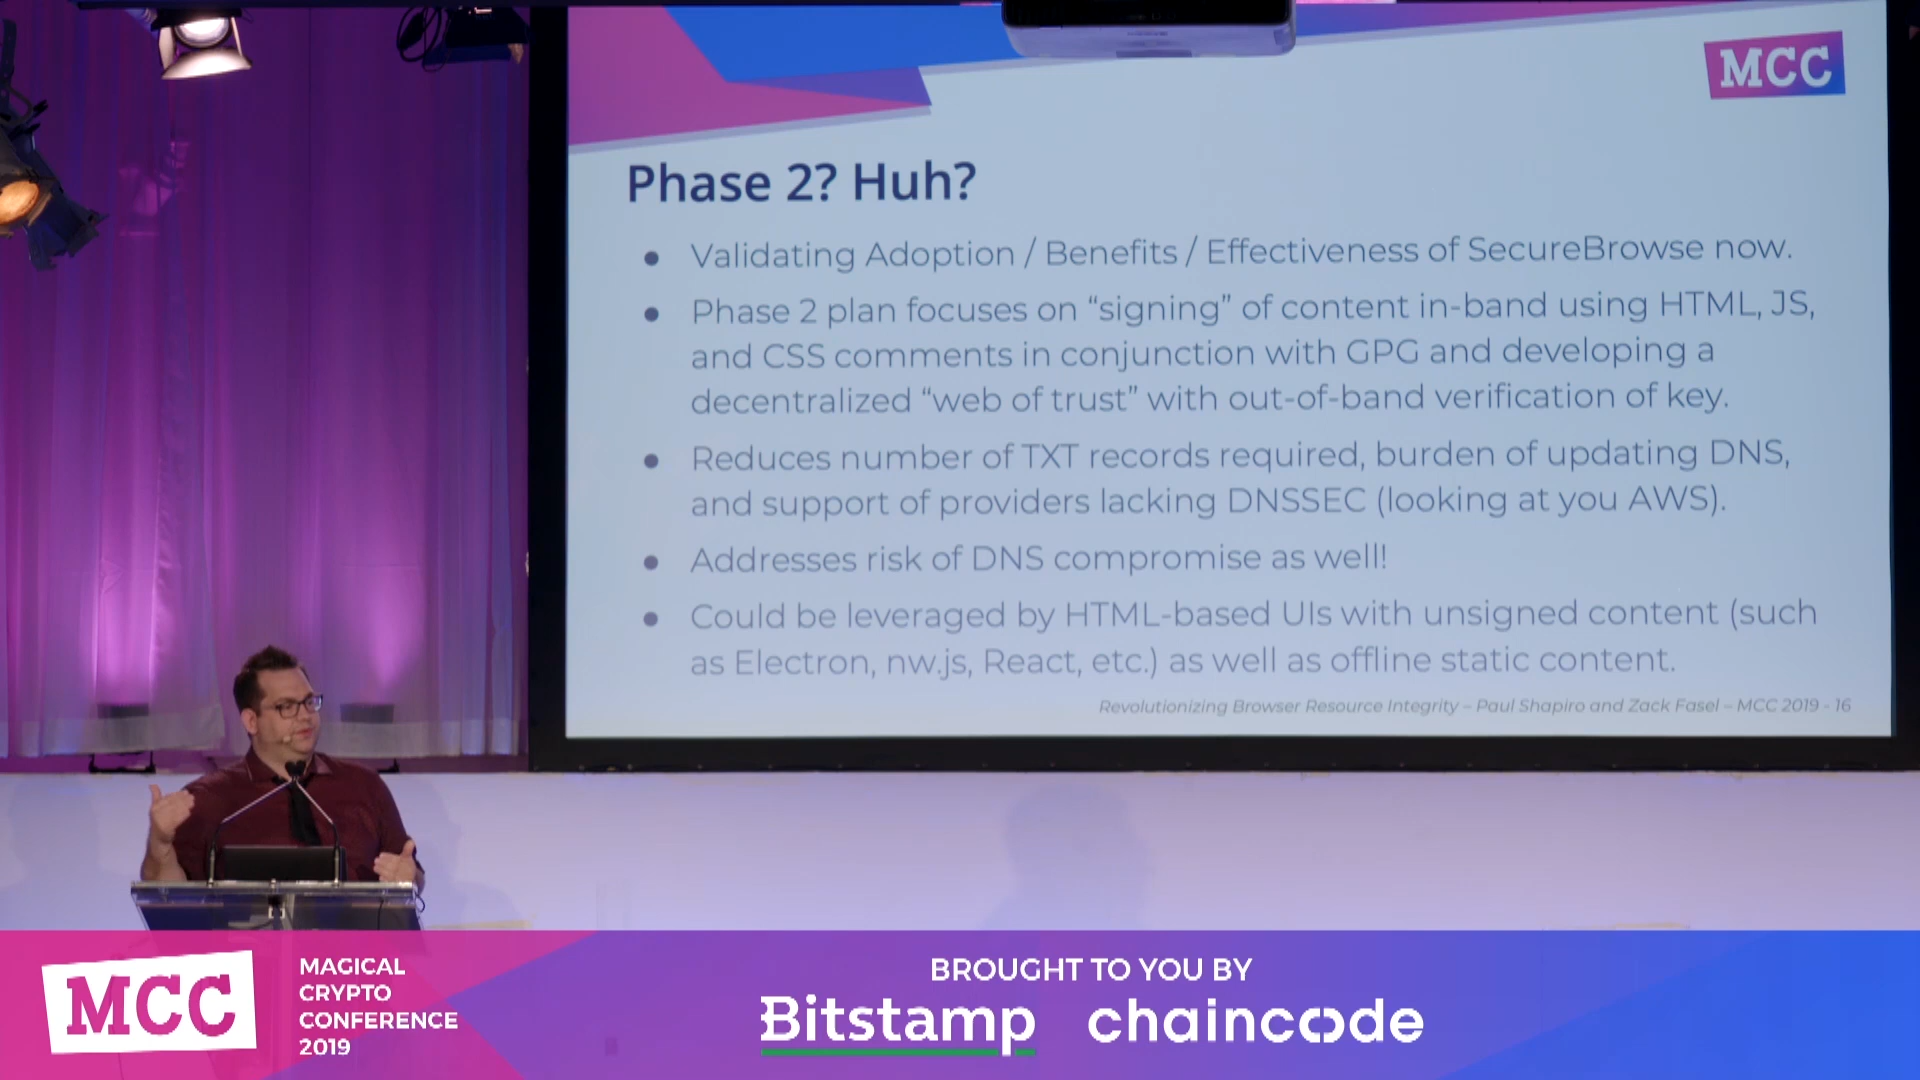 MCC
Phase 2? Huh?
● Validating Adoption / Benefits / Effectiveness of SecureBrowse now.
● Phase 2 plan focuses on “signing” of content in-band using HTML, JS,
and CSS comments in conjunction with GPG and developing a
decentralized “web of trust” with out-of-band verification of key.
● Reduces number of TXT records required, burden of updating DNS,
and support of providers lacking DNSSEC (looking at you AWS).
● Addresses risk of DNS compromise as well!
● Could be leveraged by HTML-based UIs with unsigned content (such
as Electron, nw.js, React, etc.) as well as offline static content.
Revolutionizing Browser Resource Integrity – Paul Shapiro and Zack Fasel – MCC 2019 - 16
MCC
MAGICAL
CRYPTO
CONFERENCE
2019
BROUGHT TO YOU BY
Bitstamp chaincode